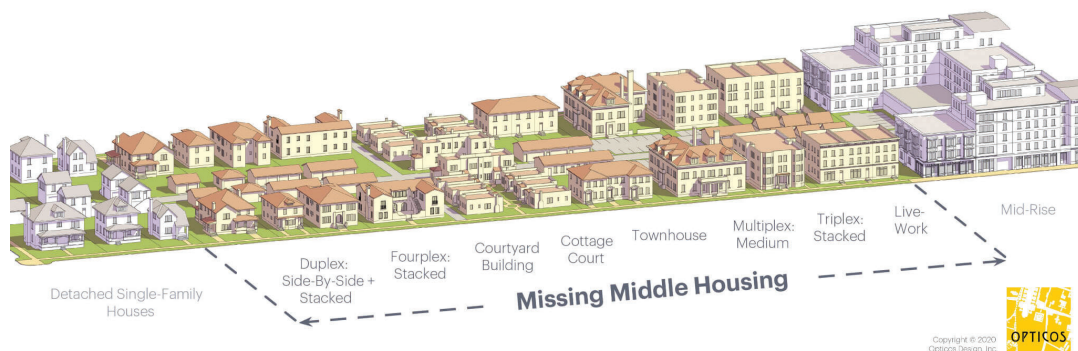 Detached Single-Family
Houses
Duplex:
Side-By-Side +
Stacked
Fourplex:
Stacked
Courtyard
Building
Cottage
Court
Townhouse
Multiplex:
Medium
Triplex:
Stacked
Live-
Work
Mid-Rise
Missing Middle Housing
Copyright © 2020
Opticos Design, Inc.
OPTICOS